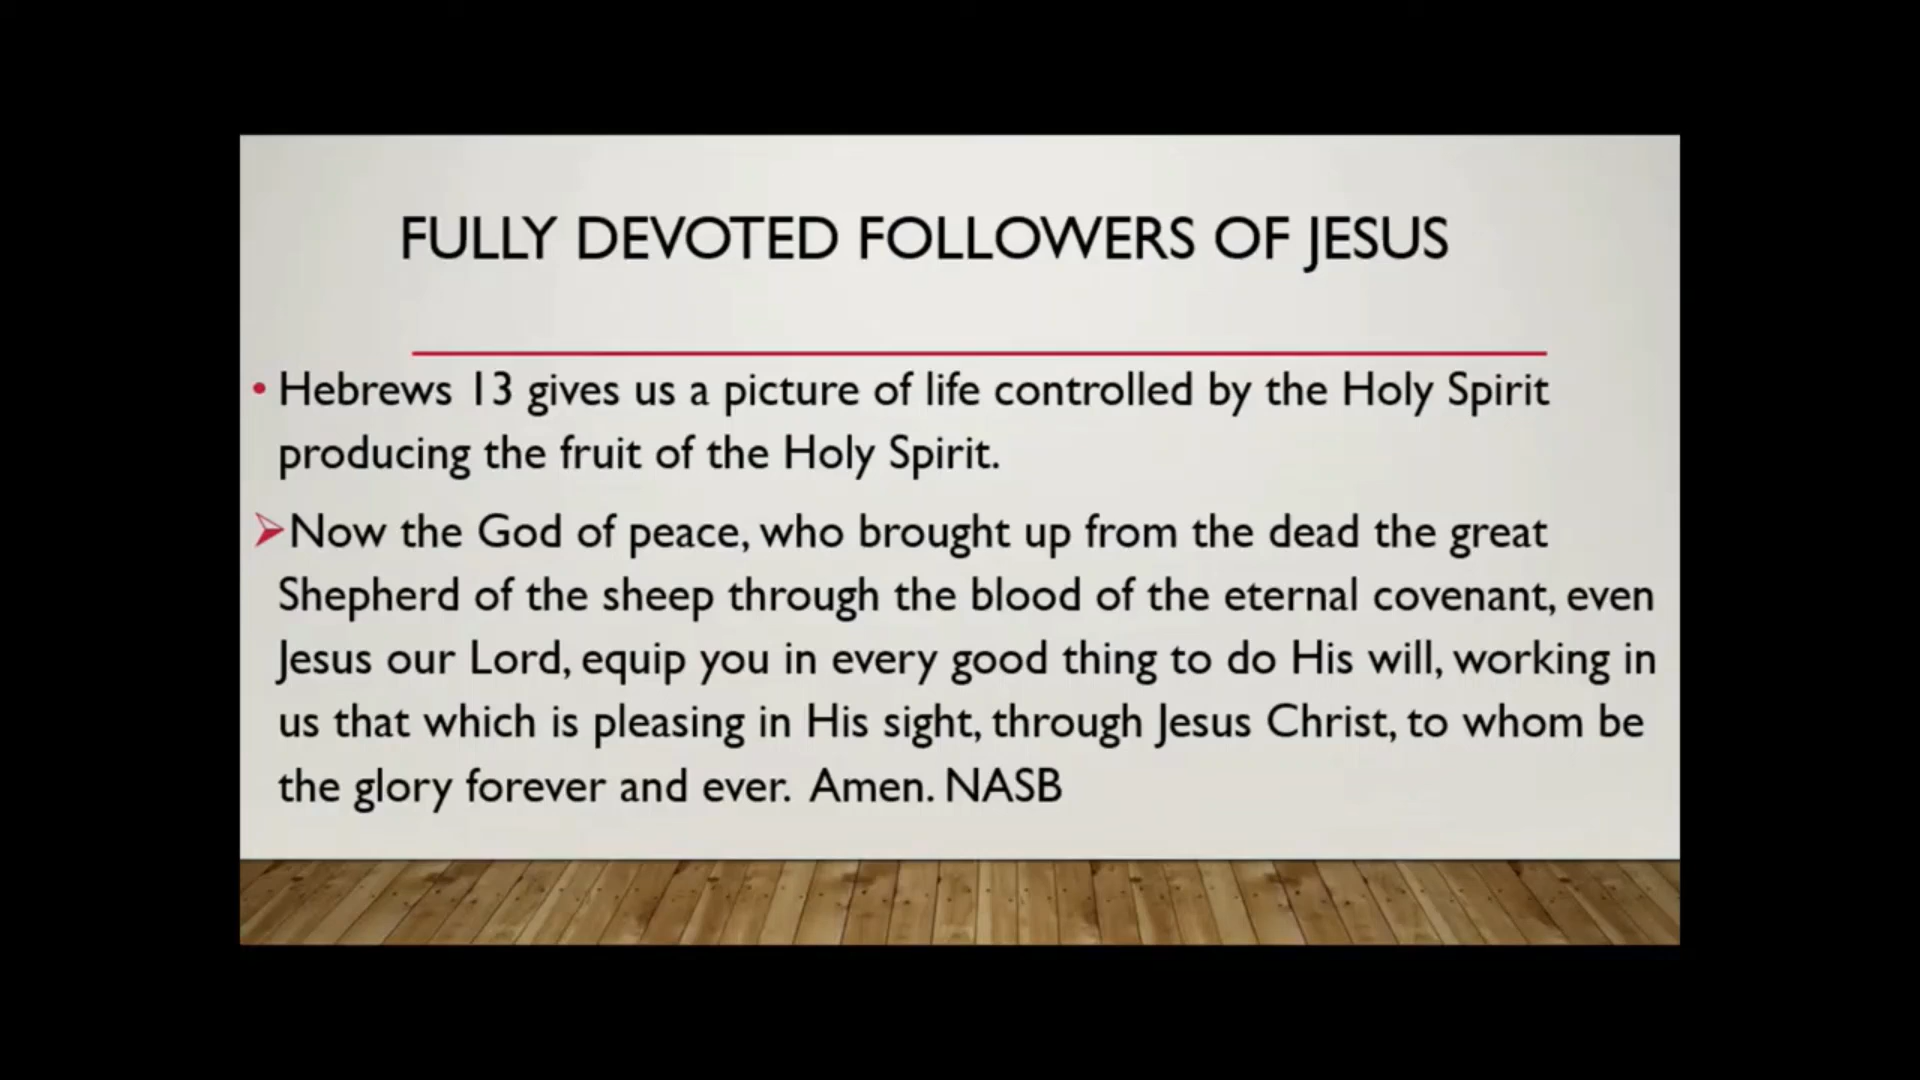 FULLY DEVOTED FOLLOWERS OF JESUS
• Hebrews 13 gives us a picture of life controlled by the Holy Spirit
producing the fruit of the Holy Spirit.
➢Now the God of peace, who brought up from the dead the great
Shepherd of the sheep through the blood of the eternal covenant, even
Jesus our Lord, equip you in every good thing to do His will, working in
us that which is pleasing in His sight, through Jesus Christ, to whom be
the glory forever and ever. Amen. NASB